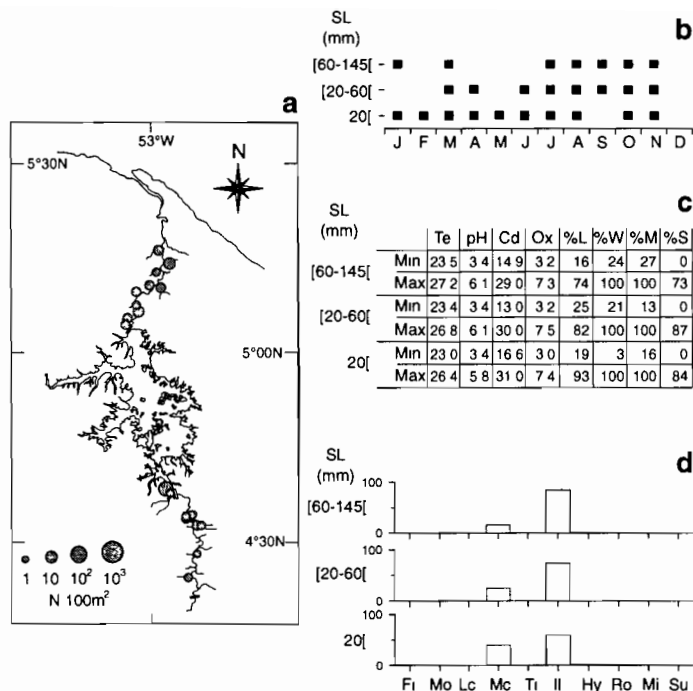 a
53°W
5°30N
N
5°00N
4°30N
1 10 10² 10³
N 100m²
b
SL
(mm)
[60-145[
[20-60[
20[
J F M A M J J A S O N D
c
SL
(mm)
Te pH Cd Ox %L %W %M %S
[60-145[ Min 23 5 3 4 14 9 3 2 16 24 27 0
Max 27 2 6 1 29 0 7 3 74 100 100 73
[20-60[ Min 23 4 3 4 13 0 3 2 25 21 13 0
Max 26 8 6 1 30 0 7 5 82 100 100 87
20[ Min 23 0 3 4 16 6 3 0 19 3 16 0
Max 26 4 5 8 31 0 7 4 93 100 100 84
d
SL
(mm)
100
[60-145[
0
100
[20-60[
0
100
20[
0
Fi Mo Lc Mc Ti Il Hy Ro Mi Su